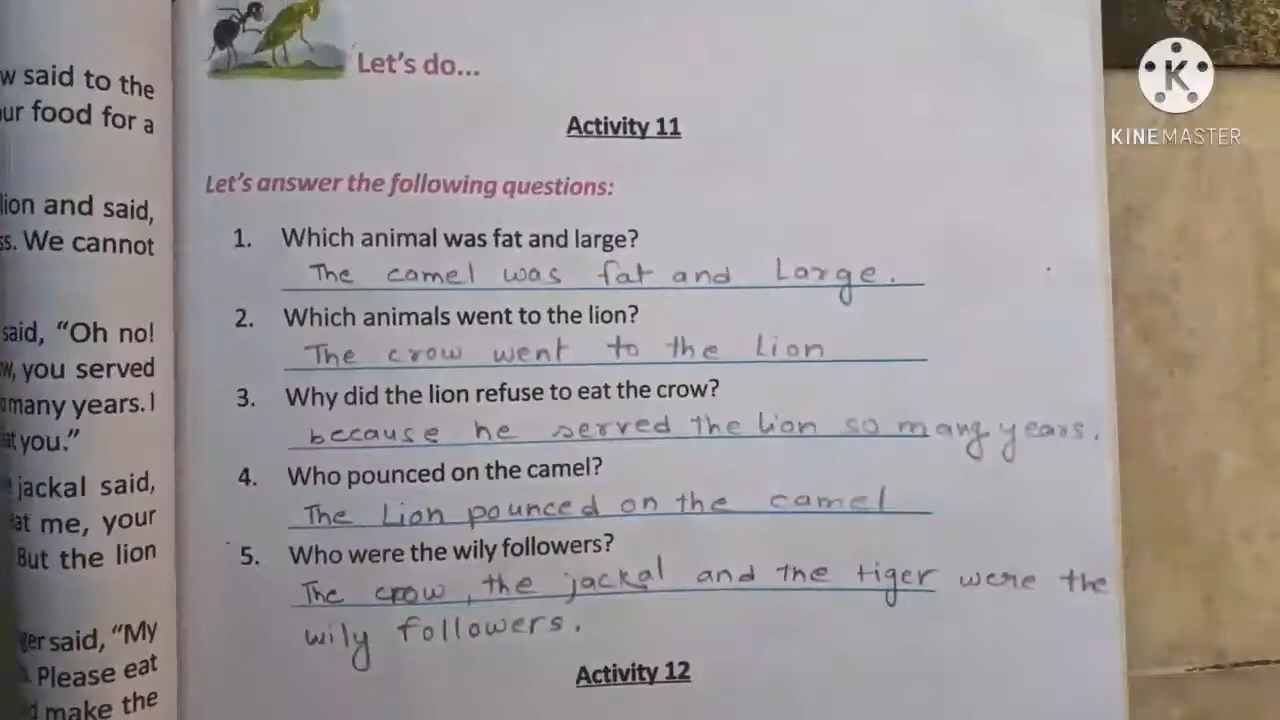 w said to the
ur food for a
lion and said,
ss. We cannot
said, "Oh no!
w, you served
many years. I
at you."
jackal said,
eat me, your
But the lion
ger said, "My
Please eat
make the
Let's do...
Activity 11
Let's answer the following questions:
1. Which animal was fat and large?
The camel was fat and Large.
2. Which animals went to the lion?
The crow went to the Lion
3. Why did the lion refuse to eat the crow?
because he served the lion so many years.
4. Who pounced on the camel?
The Lion pounced on the camel
5. Who were the wily followers?
The crow, the jackal and the tiger were the
wily followers.
Activity 12
K
KINEMASTER